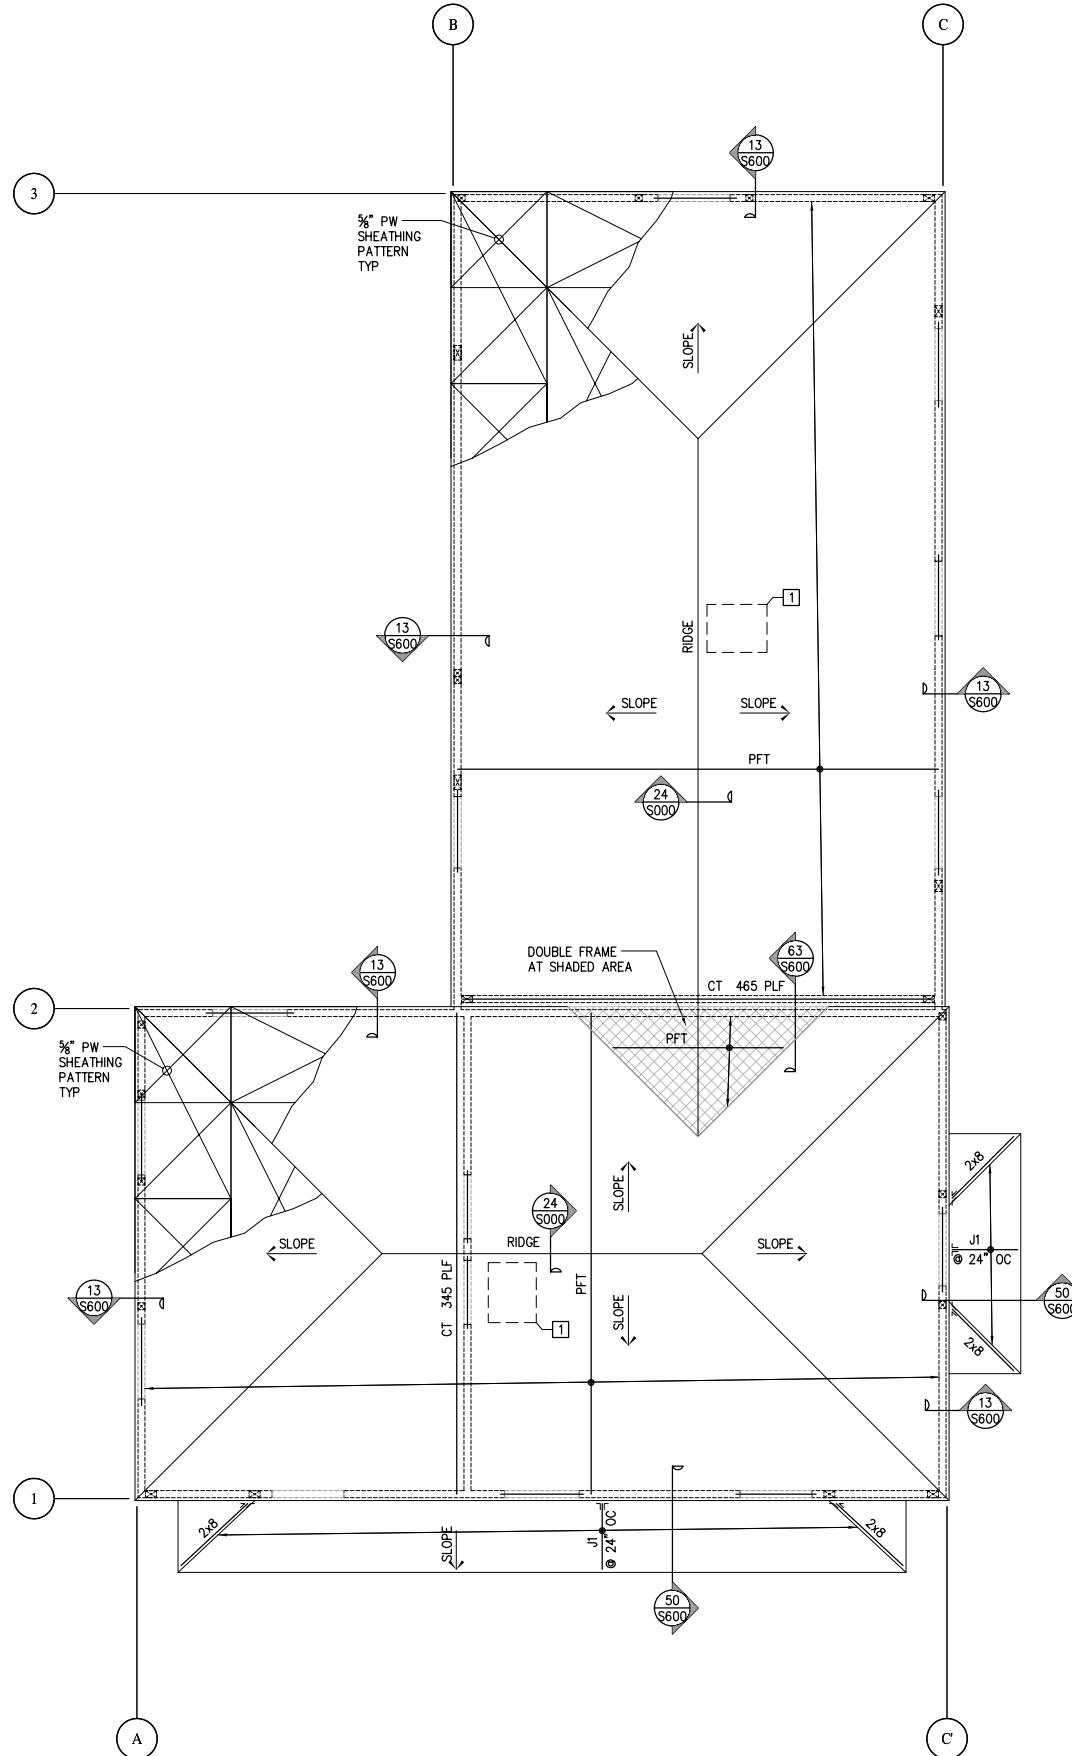 B
C
13
S600
3
⅝" PW
SHEATHING
PATTERN
TYP
SLOPE
1
RIDGE
13
S600
13
S600
SLOPE
SLOPE
PFT
24
S000
DOUBLE FRAME
AT SHADED AREA
63
S600
13
S600
CT 465 PLF
2
PFT
⅝" PW
SHEATHING
PATTERN
TYP
2x8
SLOPE
24
S000
J1
@ 24" OC
SLOPE
RIDGE
SLOPE
CT 345 PLF
PFT
13
S600
SLOPE
1
50
S600
2x8
13
S600
1
2x8
SLOPE
J1
@ 24" OC
2x8
50
S600
A
C'